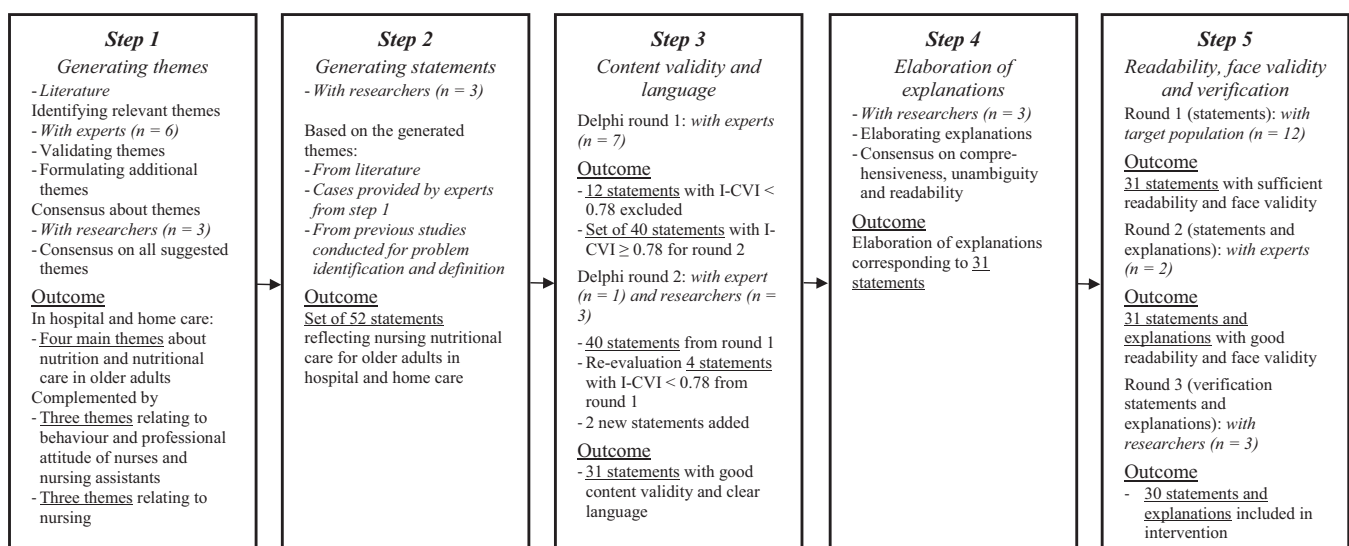 Step 1
Generating themes
- Literature
Identifying relevant themes
- With experts (n = 6)
- Validating themes
- Formulating additional
themes
Consensus about themes
- With researchers (n = 3)
- Consensus on all suggested
themes
Outcome
In hospital and home care:
- Four main themes about
nutrition and nutritional
care in older adults
Complemented by
- Three themes relating to
behaviour and professional
attitude of nurses and
nursing assistants
- Three themes relating to
nursing
Step 2
Generating statements
- With researchers (n = 3)
Based on the generated
themes:
- From literature
- Cases provided by experts
from step 1
- From previous studies
conducted for problem
identification and definition
Outcome
Set of 52 statements
reflecting nursing nutritional
care for older adults in
hospital and home care
Step 3
Content validity and
language
Delphi round 1: with experts
(n = 7)
Outcome
- 12 statements with I-CVI <
0.78 excluded
- Set of 40 statements with I-
CVI ≥ 0.78 for round 2
Delphi round 2: with expert
(n = 1) and researchers (n =
3)
- 40 statements from round 1
- Re-evaluation 4 statements
with I-CVI < 0.78 from
round 1
- 2 new statements added
Outcome
- 31 statements with good
content validity and clear
language
Step 4
Elaboration of
explanations
- With researchers (n = 3)
- Elaborating explanations
- Consensus on compre-
hensiveness, unambiguity
and readability
Outcome
Elaboration of explanations
corresponding to 31
statements
Step 5
Readability, face validity
and verification
Round 1 (statements): with
target population (n = 12)
Outcome
31 statements with sufficient
readability and face validity
Round 2 (statements and
explanations): with experts
(n = 2)
Outcome
31 statements and
explanations with good
readability and face validity
Round 3 (verification
statements and
explanations): with
researchers (n = 3)
Outcome
- 30 statements and
explanations included in
intervention